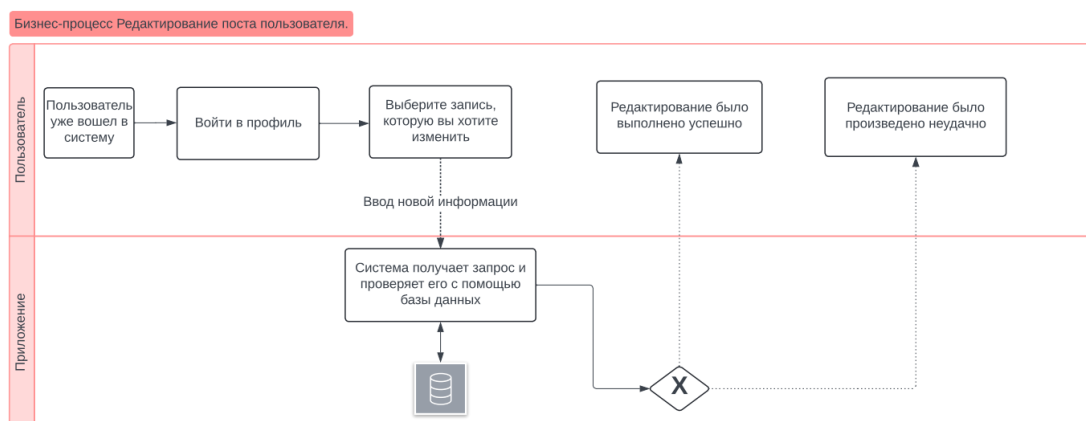 Бизнес-процесс Редактирование поста пользователя.
Пользователь
Пользователь
уже вошел в
систему
Войти в профиль
Выберите запись,
которую вы хотите
изменить
Редактирование было
выполнено успешно
Редактирование было
произведено неудачно
Ввод новой информации
Приложение
Система получает запрос и
проверяет его с помощью
базы данных
X